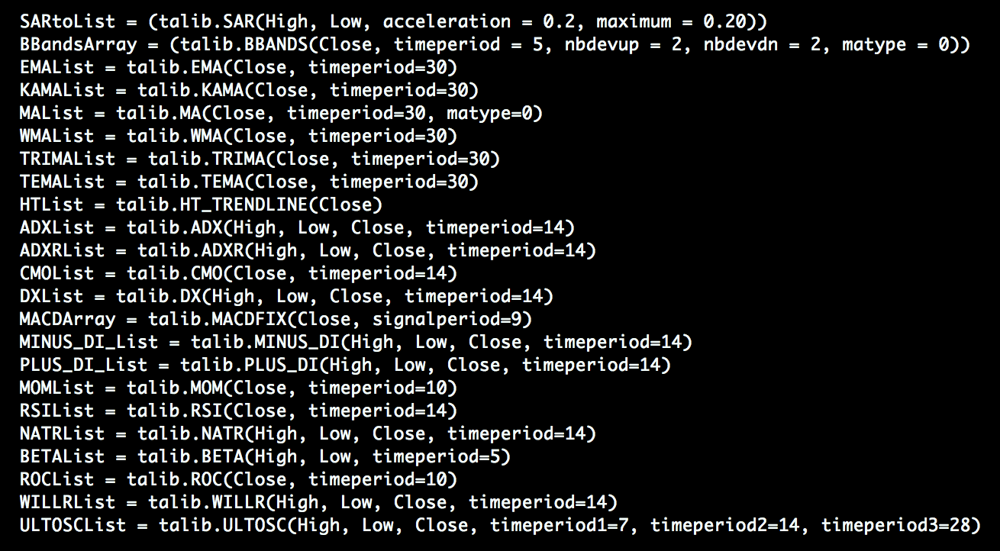 SARtoList = (talib.SAR(High, Low, acceleration = 0.2, maximum = 0.20))
BBandsArray = (talib.BBANDS(Close, timeperiod = 5, nbdevup = 2, nbdevdn = 2, matype = 0))
EMAList = talib.EMA(Close, timeperiod=30)
KAMAList = talib.KAMA(Close, timeperiod=30)
MAList = talib.MA(Close, timeperiod=30, matype=0)
WMAList = talib.WMA(Close, timeperiod=30)
TRIMAList = talib.TRIMA(Close, timeperiod=30)
TEMAList = talib.TEMA(Close, timeperiod=30)
HTList = talib.HT_TRENDLINE(Close)
ADXList = talib.ADX(High, Low, Close, timeperiod=14)
ADXRList = talib.ADXR(High, Low, Close, timeperiod=14)
CMOList = talib.CMO(Close, timeperiod=14)
DXList = talib.DX(High, Low, Close, timeperiod=14)
MACDArray = talib.MACDFIX(Close, signalperiod=9)
MINUS_DI_List = talib.MINUS_DI(High, Low, Close, timeperiod=14)
PLUS_DI_List = talib.PLUS_DI(High, Low, Close, timeperiod=14)
MOMList = talib.MOM(Close, timeperiod=10)
RSIList = talib.RSI(Close, timeperiod=14)
NATRList = talib.NATR(High, Low, Close, timeperiod=14)
BETAList = talib.BETA(High, Low, timeperiod=5)
ROCList = talib.ROC(Close, timeperiod=10)
WILLRList = talib.WILLR(High, Low, Close, timeperiod=14)
ULTOSCList = talib.ULTOSC(High, Low, Close, timeperiod1=7, timeperiod2=14, timeperiod3=28)